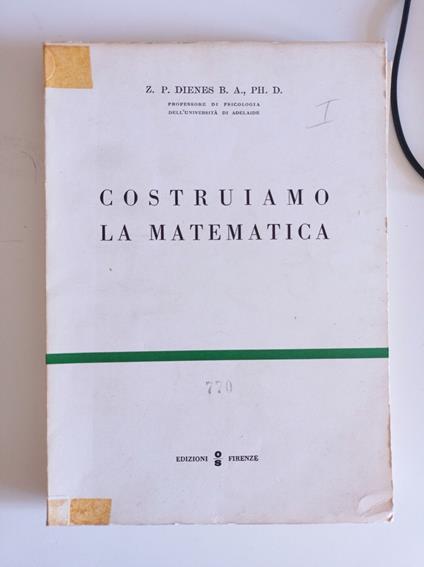 Z. P. DIENES B. A., PH. D.
PROFESSORE DI PSICOLOGIA
DELL'UNIVERSITÀ DI ADELAIDE
I
COSTRUIAMO
LA MATEMATICA
770
EDIZIONI OS FIRENZE